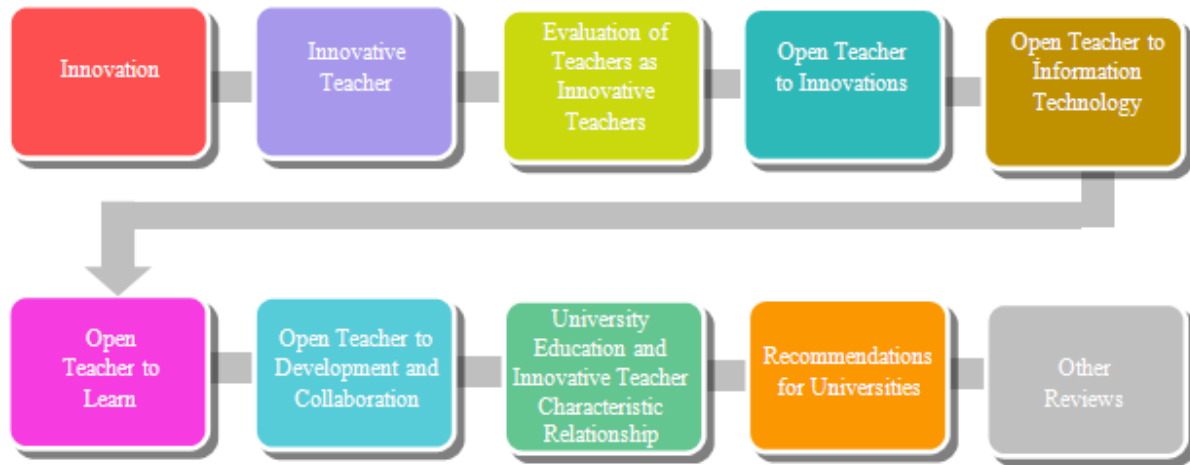 Innovation
Innovative
Teacher
Evaluation of
Teachers as
Innovative
Teachers
Open Teacher
to Innovations
Open Teacher to
İnformation
Technology
Open
Teacher to
Learn
Open Teacher to
Development and
Collaboration
University
Education and
Innovative Teacher
Characteristic
Relationship
Recommendations
for Universities
Other
Reviews